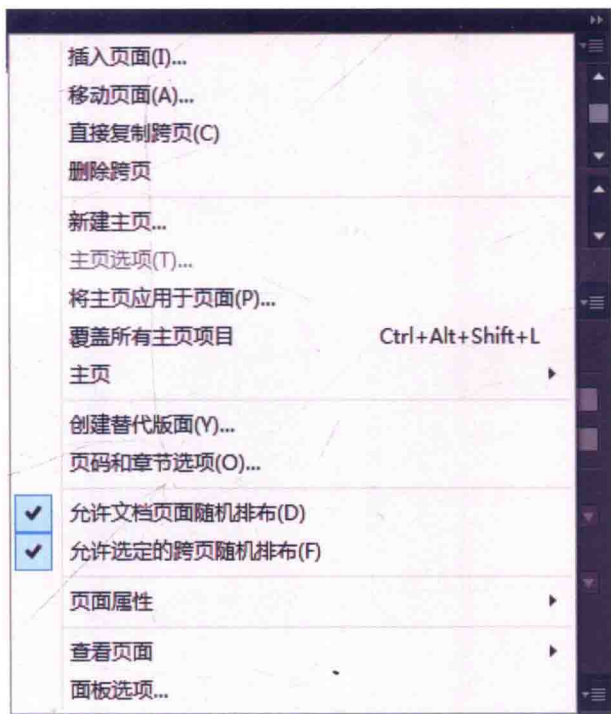 插入页面(I)...
移动页面(A)...
直接复制跨页(C)
删除跨页
新建主页...
主页选项(T)...
将主页应用于页面(P)...
覆盖所有主页项目 Ctrl+Alt+Shift+L
主页
创建替代版面(V)...
页码和章节选项(O)...
允许文档页面随机排布(D)
允许选定的跨页随机排布(F)
页面属性
查看页面
面板选项...